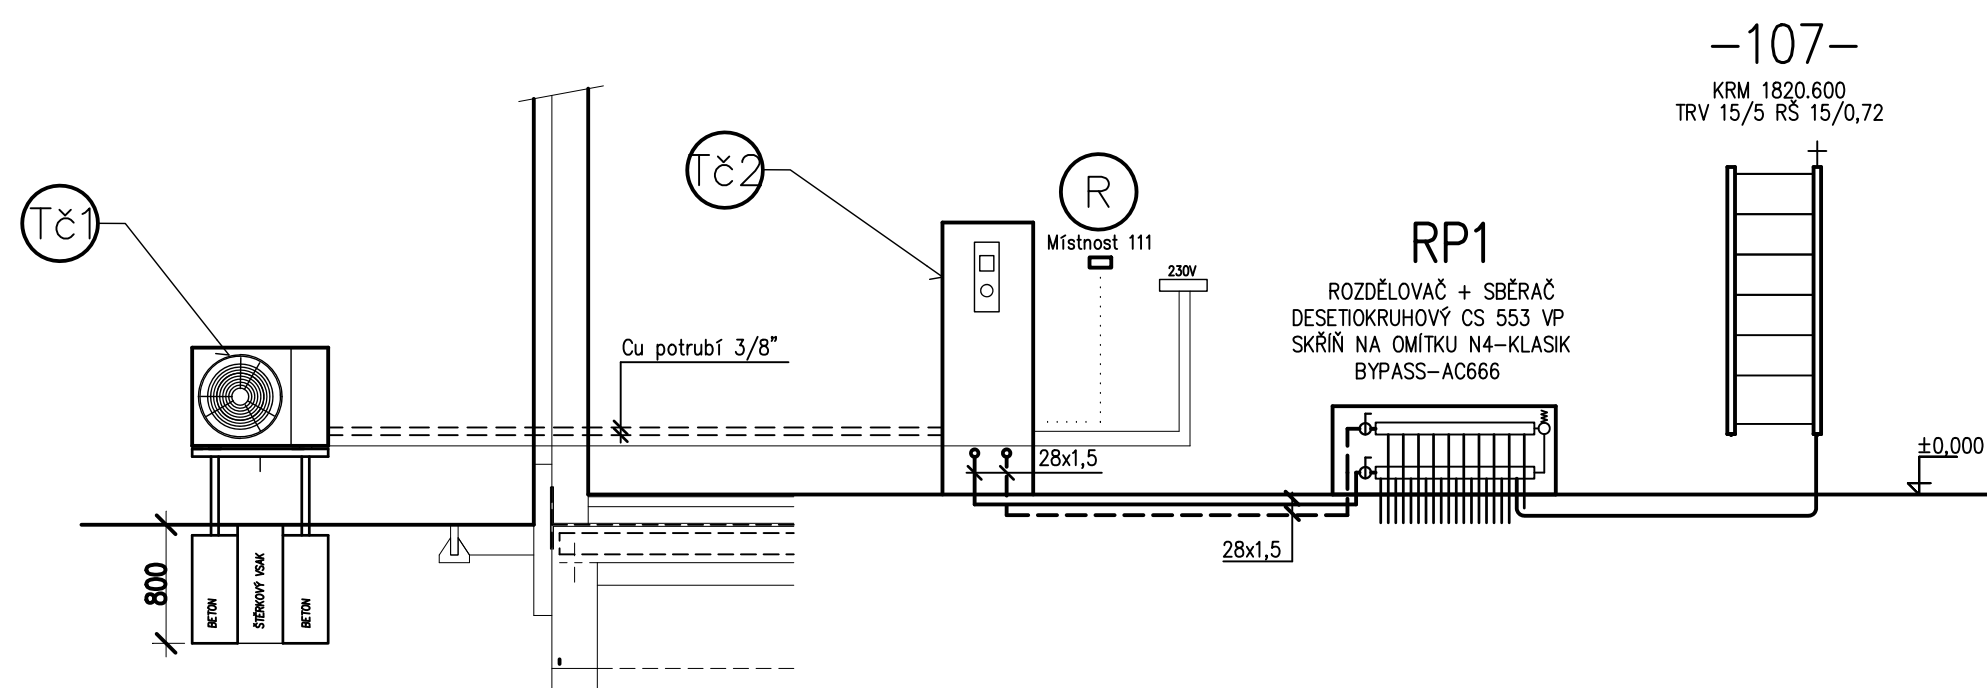 -107-
KRM 1820.600
TRV 15/5 RŠ 15/0,72
Tč1
Tč2
R
Místnost 111
230V
RP1
ROZDĚLOVAČ + SBĚRAČ
DESETIOKRUHOVÝ CS 553 VP
SKŘÍŇ NA OMÍTKU N4-KLASIK
BYPASS-AC666
Cu potrubí 3/8"
28x1,5
±0,000
28x1,5
800
BETON
ŠTĚRKOVÝ VSAK
BETON